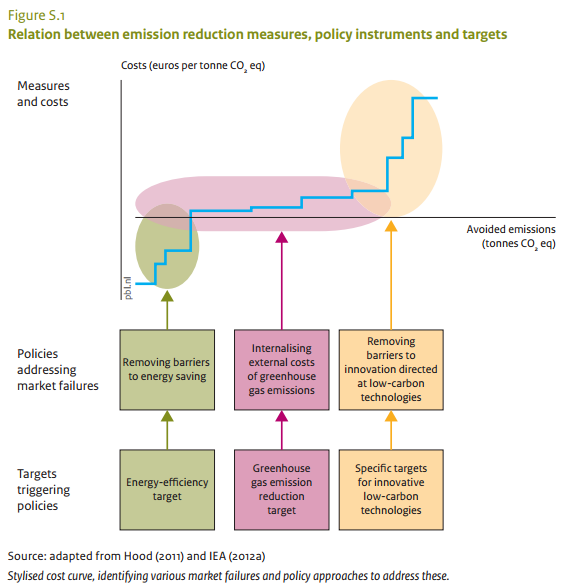 Figure S.1
Relation between emission reduction measures, policy instruments and targets
Measures
and costs
Costs (euros per tonne CO₂ eq)
Avoided emissions
(tonnes CO₂ eq)
pbl.nl
Policies
addressing
market failures
Removing barriers
to energy saving
Internalising
external costs
of greenhouse
gas emissions
Removing
barriers to
innovation directed
at low-carbon
technologies
Targets
triggering
policies
Energy-efficiency
target
Greenhouse
gas emission
reduction
target
Specific targets
for innovative
low-carbon
technologies
Source: adapted from Hood (2011) and IEA (2012a)
Stylised cost curve, identifying various market failures and policy approaches to address these.